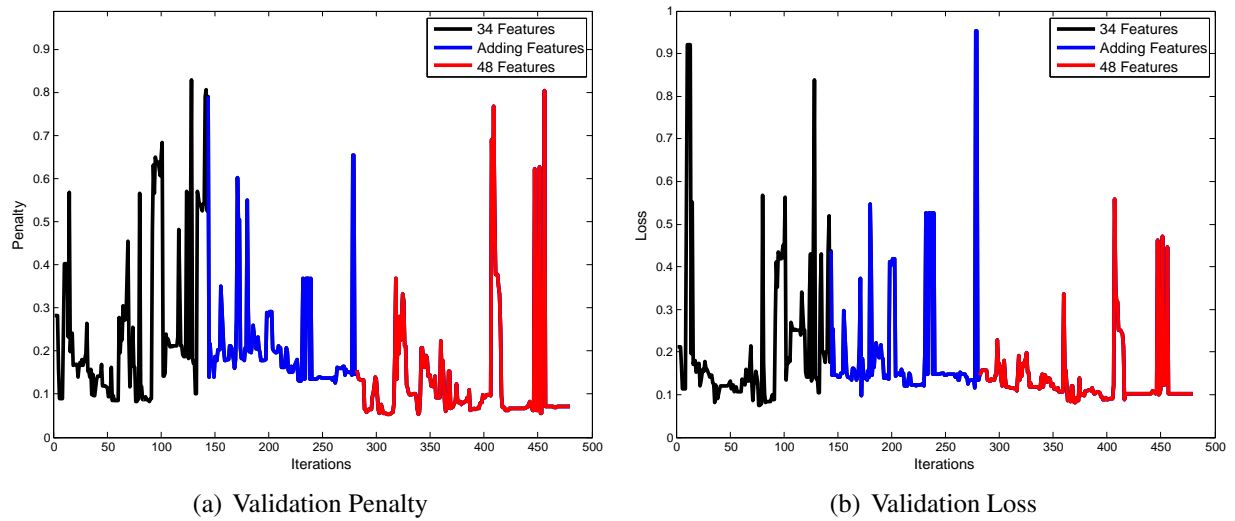 34 Features
Adding Features
48 Features
0.9
0.8
0.7
0.6
0.5
0.4
0.3
0.2
0.1
0
Penalty
0 50 100 150 200 250 300 350 400 450 500
Iterations
(a) Validation Penalty
34 Features
Adding Features
48 Features
1
0.9
0.8
0.7
0.6
0.5
0.4
0.3
0.2
0.1
0
Loss
0 50 100 150 200 250 300 350 400 450 500
Iterations
(b) Validation Loss